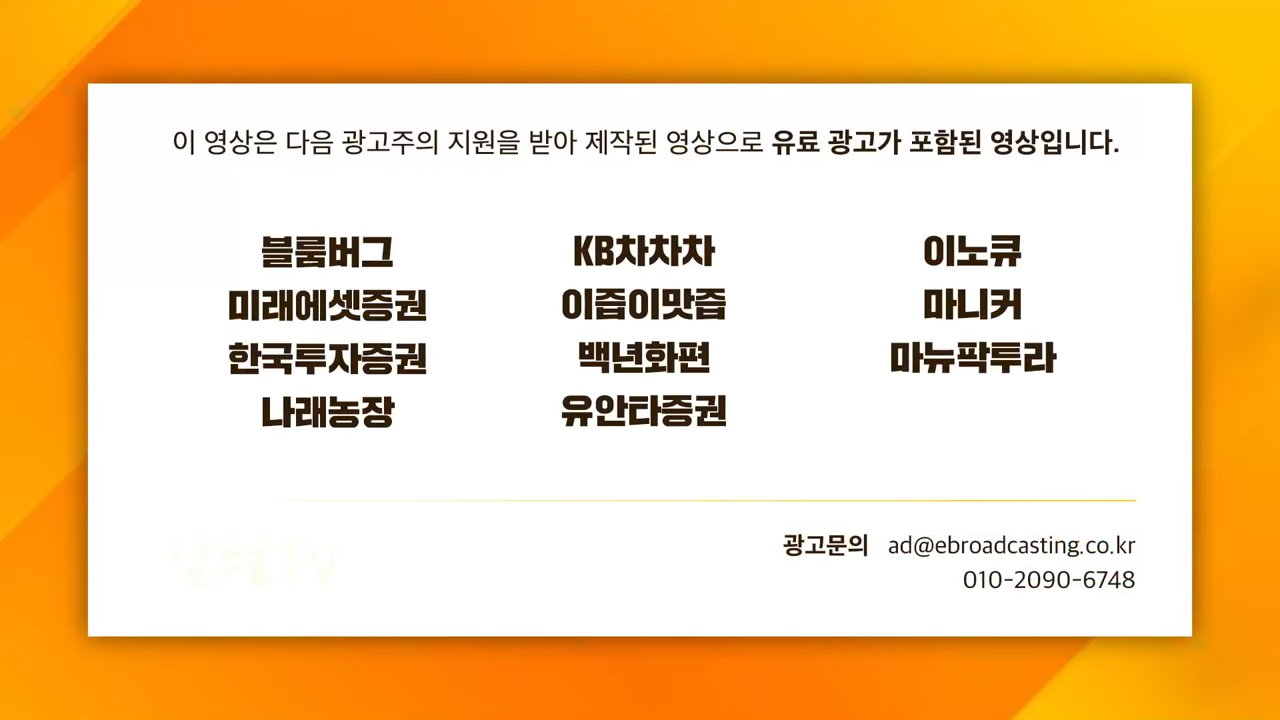 이 영상은 다음 광고주의 지원을 받아 제작된 영상으로 유료 광고가 포함된 영상입니다.
블룸버그
미래에셋증권
한국투자증권
나래농장
KB차차차
이즙이맛즙
백년화편
유안타증권
이노큐
마니커
마뉴팍투라
광고문의 ad@ebroadcasting.co.kr
010-2090-6748